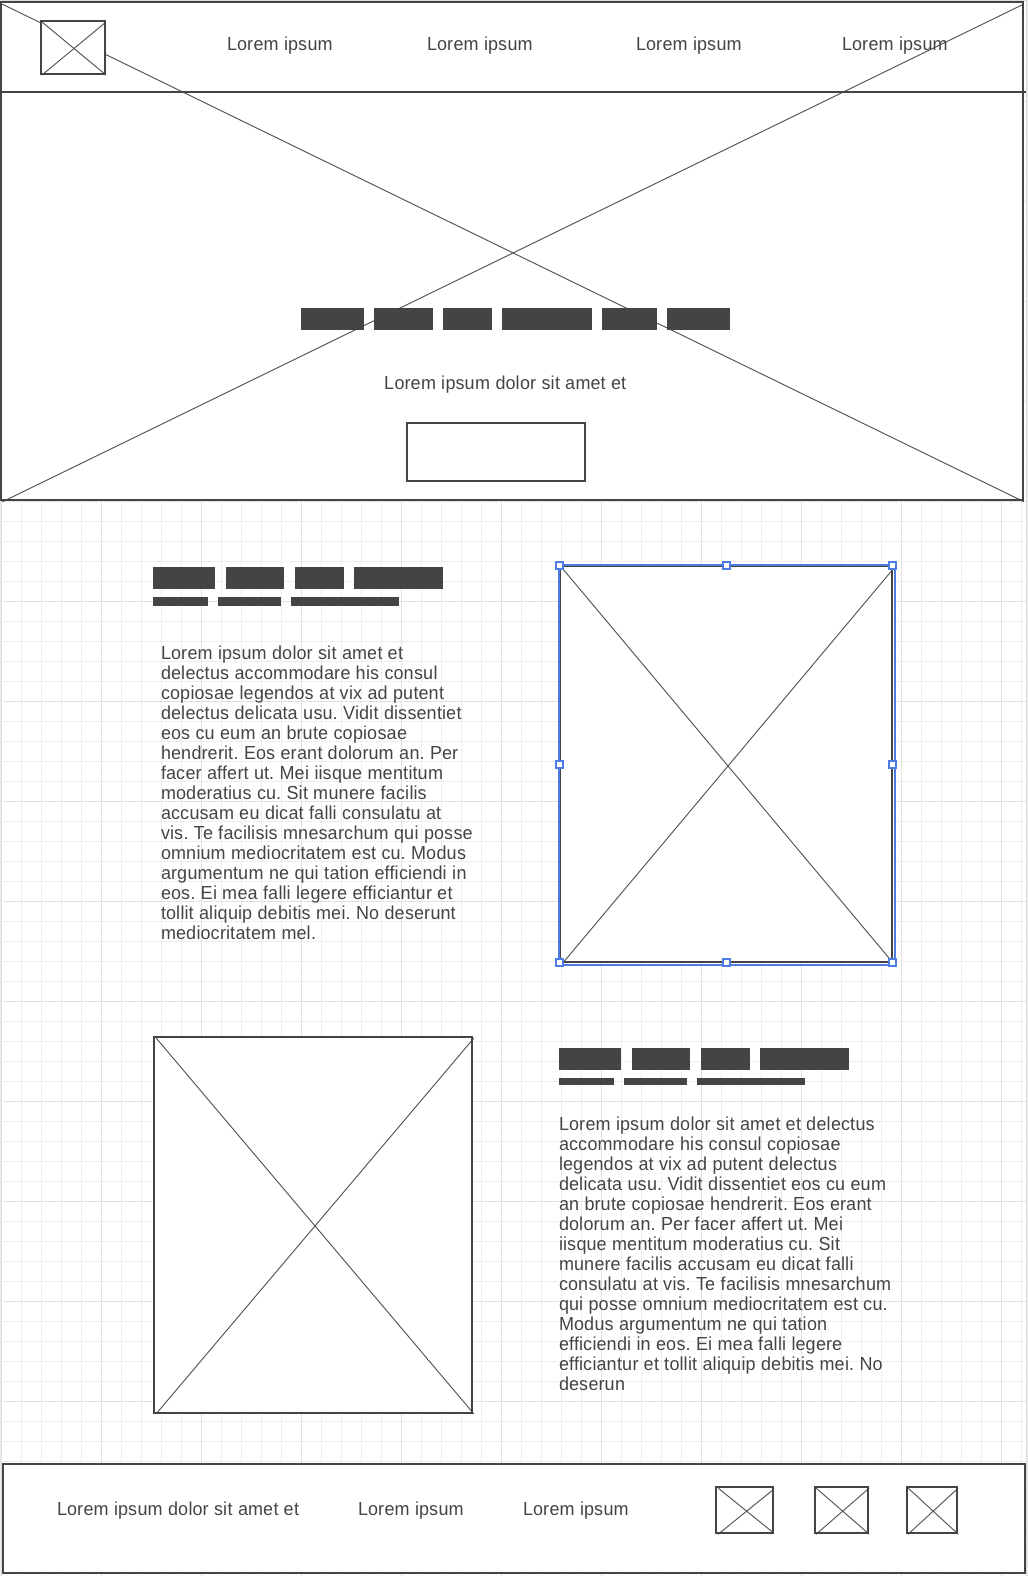 Lorem ipsum
Lorem ipsum
Lorem ipsum
Lorem ipsum
Lorem ipsum dolor sit amet et
Lorem ipsum dolor sit amet et
delectus accommodare his consul
copiosae legendos at vix ad putent
delectus delicata usu. Vidit dissentiet
eos cu eum an brute copiosae
hendrerit. Eos erant dolorum an. Per
facer affert ut. Mei iisque mentitum
moderatius cu. Sit munere facilis
accusam eu dicat falli consulatu at
vis. Te facilisis mnesarchum qui posse
omnium mediocritatem est cu. Modus
argumentum ne qui tation efficiendi in
eos. Ei mea falli legere efficiantur et
tollit aliquip debitis mei. No deserunt
mediocritatem mel.
Lorem ipsum dolor sit amet et delectus
accommodare his consul copiosae
legendos at vix ad putent delectus
delicata usu. Vidit dissentiet eos cu eum
an brute copiosae hendrerit. Eos erant
dolorum an. Per facer affert ut. Mei
iisque mentitum moderatius cu. Sit
munere facilis accusam eu dicat falli
consulatu at vis. Te facilisis mnesarchum
qui posse omnium mediocritatem est cu.
Modus argumentum ne qui tation
efficiendi in eos. Ei mea falli legere
efficiantur et tollit aliquip debitis mei. No
deserun
Lorem ipsum dolor sit amet et
Lorem ipsum
Lorem ipsum